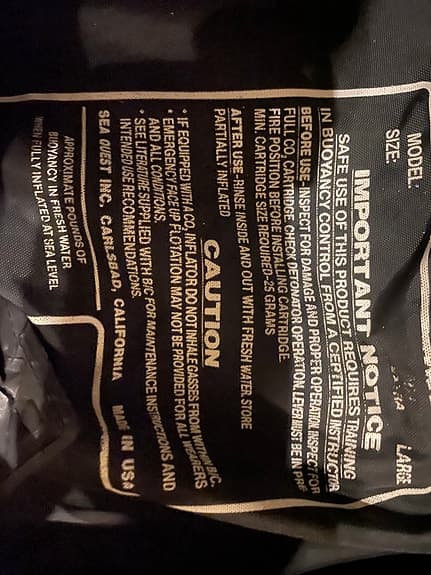 MODEL:
SIZE: EXTRA LARGE
IMPORTANT NOTICE
SAFE USE OF THIS PRODUCT REQUIRES TRAINING
IN BUOYANCY CONTROL FROM A CERTIFIED INSTRUCTOR
BEFORE USE-INSPECT FOR DAMAGE AND PROPER OPERATION. INSPECT FOR
FULL CO2 CARTRIDGE. CHECK DETONATOR OPERATION, LEVER MUST BE IN PRE
FIRE POSITION BEFORE INSTALLING CARTRIDGE
MIN. CARTRIDGE SIZE REQUIRED-25 GRAMS
AFTER USE-RINSE INSIDE AND OUT WITH FRESH WATER. STORE
PARTIALLY INFLATED
CAUTION
• IF EQUIPPED WITH CO2 INFLATOR DO NOT INHALE GASSES FROM WITHIN B/C.
• EMERGENCY FACE UP FLOTATION MAY NOT BE PROVIDED FOR ALL WEARERS
AND ALL CONDITIONS.
• SEE LITERATURE SUPPLIED WITH B/C FOR MAINTENANCE INSTRUCTIONS AND
INTENDED USE RECOMMENDATIONS.
SEA QUEST INC, CARLSBAD, CALIFORNIA MADE IN USA
APPROXIMATE POUNDS OF
BUOYANCY IN FRESH WATER
WHEN FULLY INFLATED AT SEA LEVEL